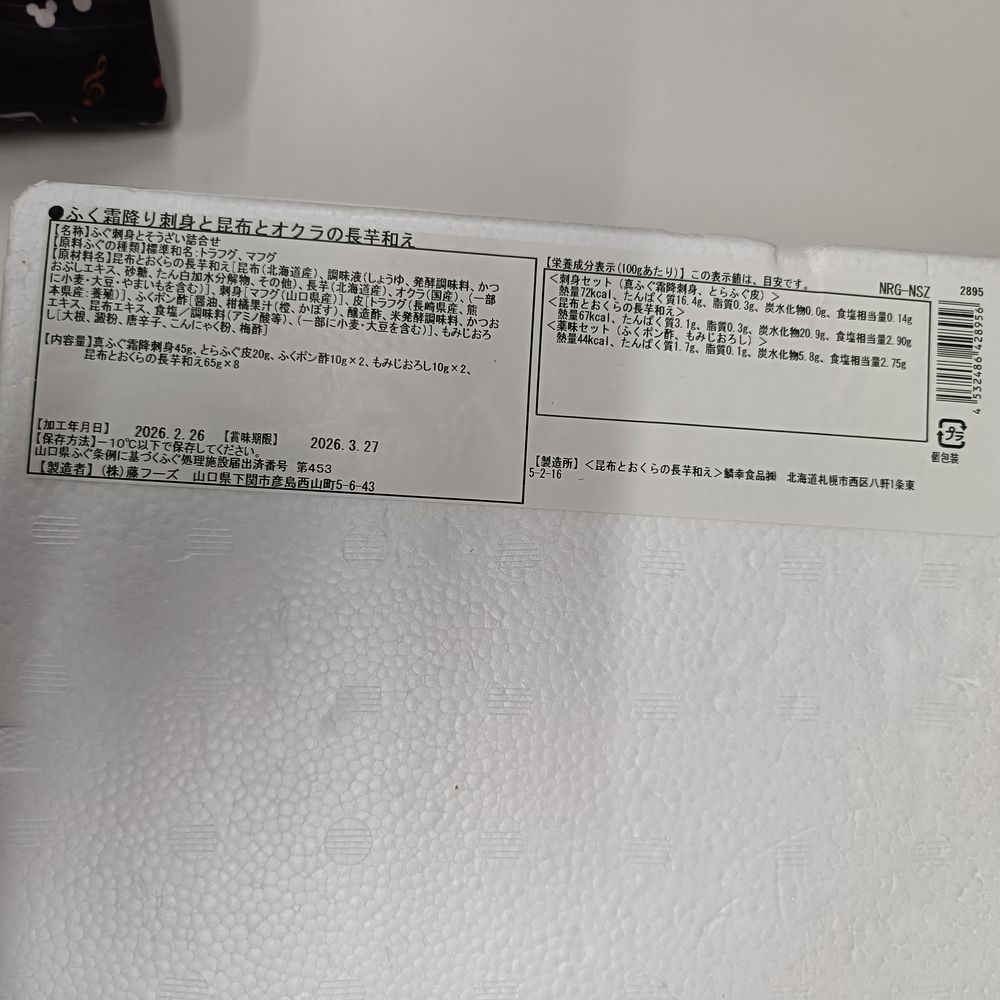 ●ふく霜降り刺身と昆布とオクラの長芋和え
【名称】ふぐ刺身とそうざい詰合せ
【原料ふぐの種類】標準和名:トラフグ、マフグ
【原材料名】昆布とおくらの長芋和え[昆布(北海道産)、調味液(しょうゆ、発酵調味料、かつ
おぶしエキス、砂糖、たん白加水分解物、その他)、長芋(北海道産)、オクラ(国産)、(一部
に小麦・大豆・やまいもを含む)]、刺身[マフグ(山口県産)]、皮[トラフグ(長崎県産、熊
本県産:養殖)]、ふくポン酢[醤油、柑橘果汁(橙、かぼす)、醸造酢、米発酵調味料、かつお
エキス、昆布エキス、食塩／調味料(アミノ酸等)、(一部に小麦・大豆を含む)]、もみじおろ
し[大根、澱粉、唐辛子、こんにゃく粉、梅酢]
【内容量】真ふぐ霜降刺身45g、とらふぐ皮20g、ふくポン酢10g×2、もみじおろし10g×2、
昆布とおくらの長芋和え65g×8
【加工年月日】 2026.2.26 【賞味期限】 2026.3.27
【保存方法】－10℃以下で保存してください。
山口県ふぐ条例に基づくふぐ処理施設届出済番号 第453
【製造者】(株)藤フーズ 山口県下関市彦島西山町5-6-43
【栄養成分表示(100gあたり)】この表示値は、目安です。
NRG-NSZ 2895
＜刺身セット(真ふぐ霜降刺身、とらふぐ皮)＞
熱量72kcal、たんぱく質16.4g、脂質0.3g、炭水化物0.0g、食塩相当量0.14g
＜昆布とおくらの長芋和え＞
熱量67kcal、たんぱく質3.1g、脂質0.3g、炭水化物20.9g、食塩相当量2.90g
＜薬味セット(ふくポン酢、もみじおろし)＞
熱量44kcal、たんぱく質1.7g、脂質0.1g、炭水化物5.8g、食塩相当量2.75g
4 532486 428956
プラ
個包装
【製造所】＜昆布とおくらの長芋和え＞鱗幸食品㈱ 北海道札幌市西区八軒1条東
5-2-16